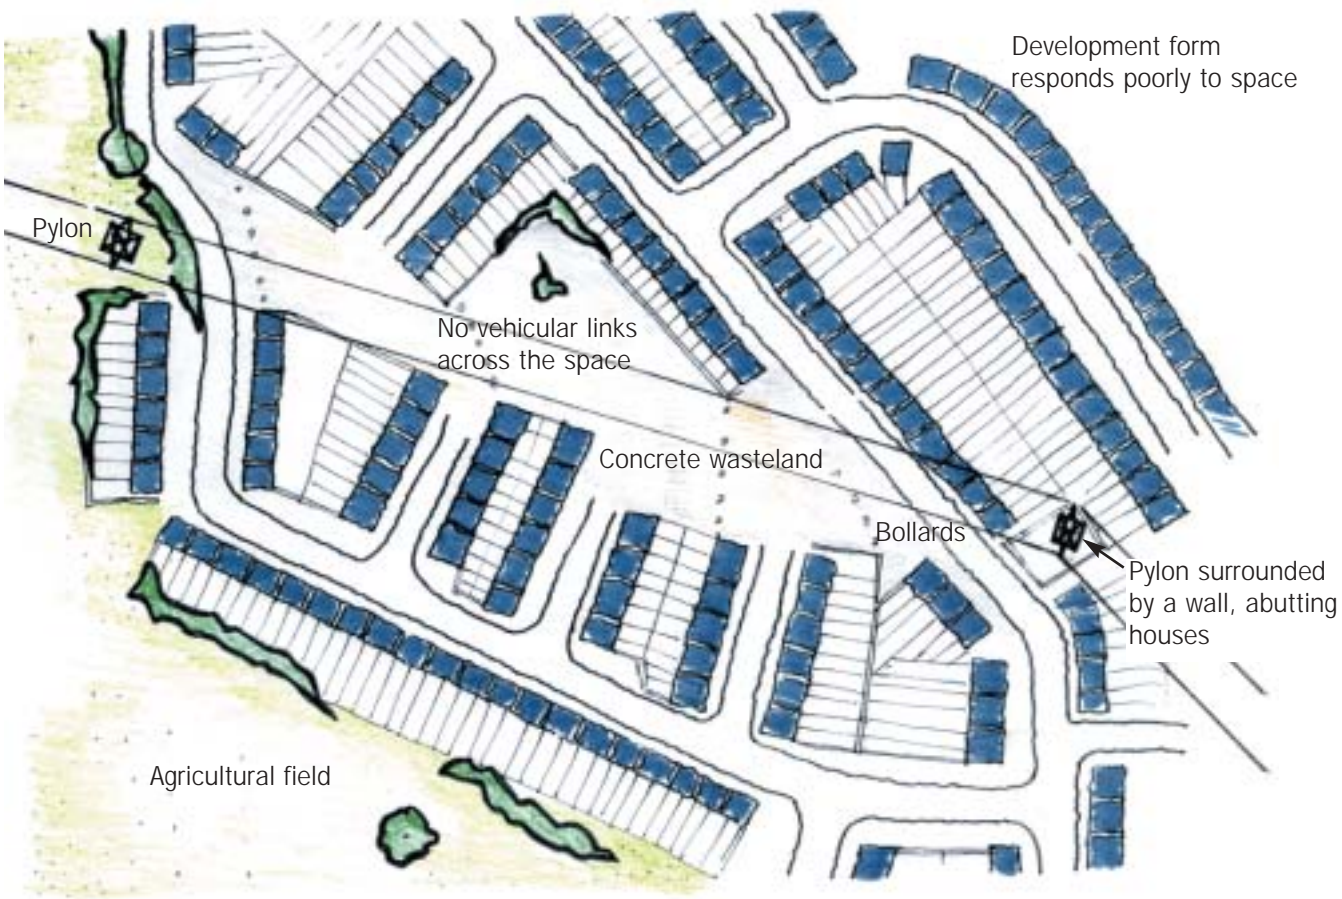 Development form
responds poorly to space
Pylon
No vehicular links
across the space
Concrete wasteland
Bollards
Pylon surrounded
by a wall, abutting
houses
Agricultural field